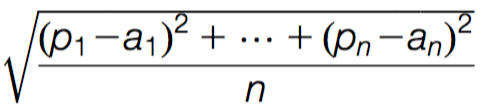 √((p₁−a₁)² + ··· + (pₙ−aₙ)²
n